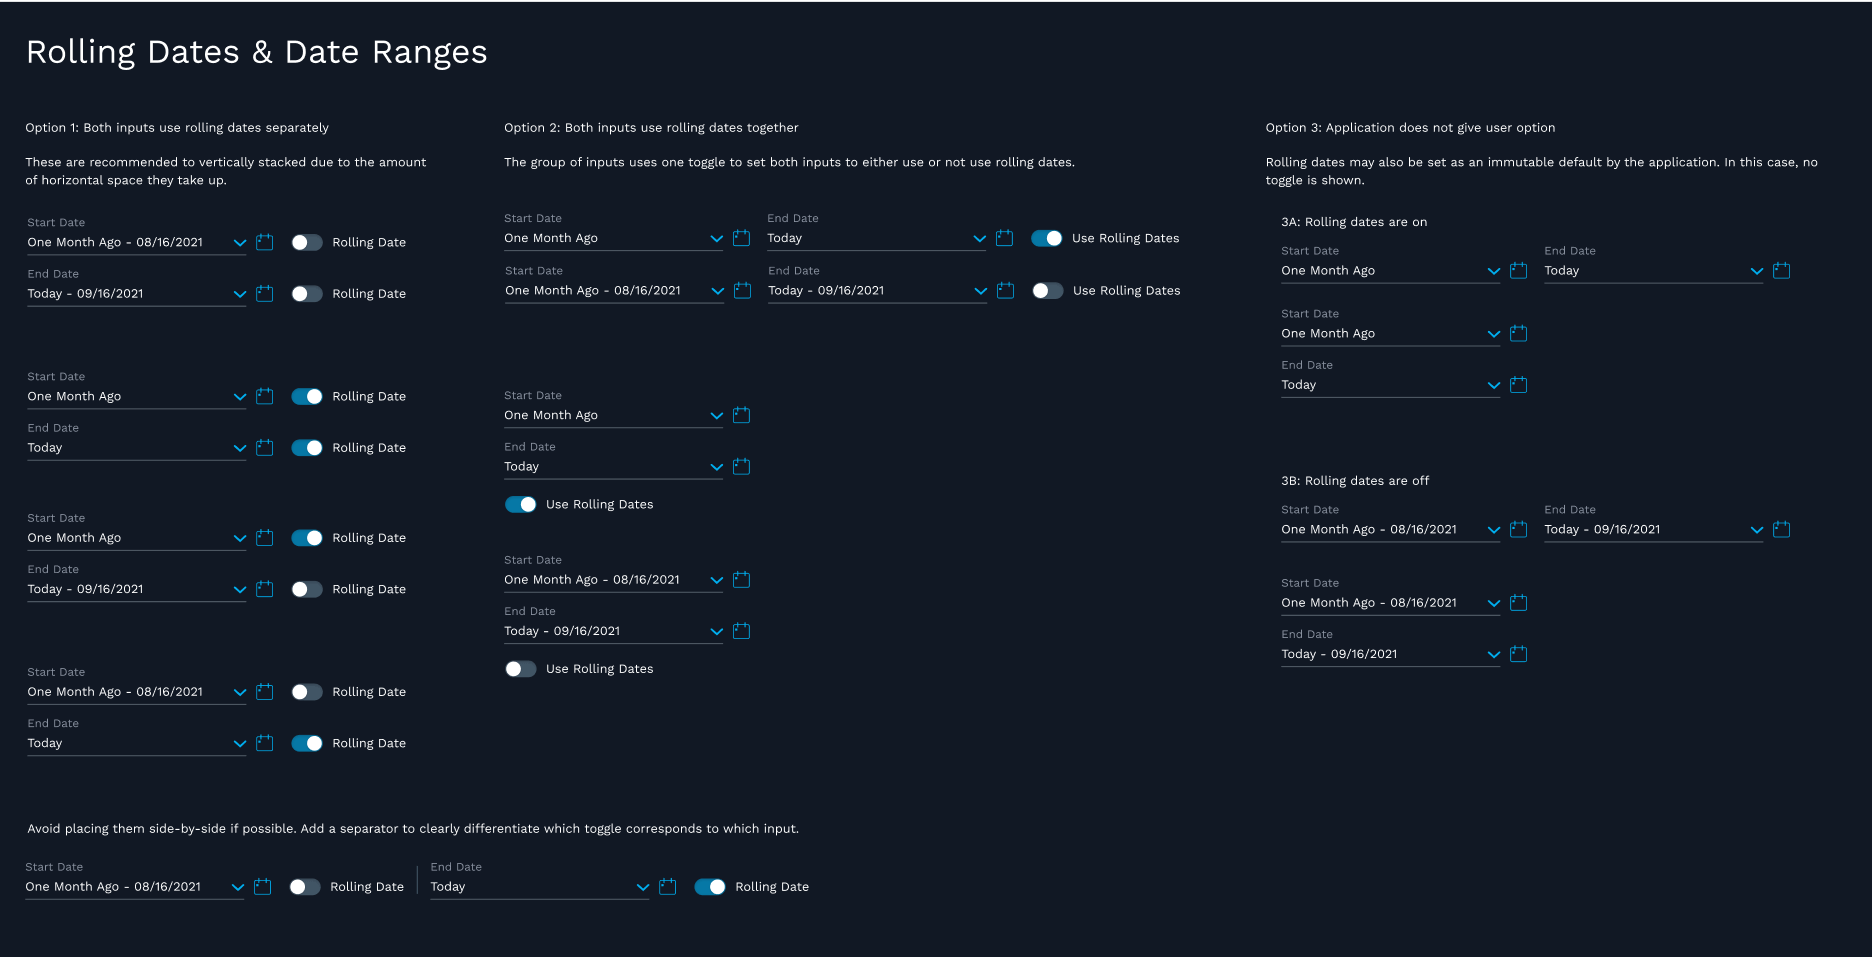 Rolling Dates & Date Ranges
Option 1: Both inputs use rolling dates separately
These are recommended to vertically stacked due to the amount
of horizontal space they take up.
Start Date
One Month Ago - 08/16/2021
Rolling Date
End Date
Today - 09/16/2021
Rolling Date
Start Date
One Month Ago
Rolling Date
End Date
Today
Rolling Date
Start Date
One Month Ago
Rolling Date
End Date
Today - 09/16/2021
Rolling Date
Start Date
One Month Ago - 08/16/2021
Rolling Date
End Date
Today
Rolling Date
Avoid placing them side-by-side if possible. Add a separator to clearly differentiate which toggle corresponds to which input.
Start Date
One Month Ago - 08/16/2021
Rolling Date
End Date
Today
Rolling Date
Option 2: Both inputs use rolling dates together
The group of inputs uses one toggle to set both inputs to either use or not use rolling dates.
Start Date
One Month Ago
End Date
Today
Use Rolling Dates
Start Date
One Month Ago - 08/16/2021
End Date
Today - 09/16/2021
Use Rolling Dates
Start Date
One Month Ago
End Date
Today
Use Rolling Dates
Start Date
One Month Ago - 08/16/2021
End Date
Today - 09/16/2021
Use Rolling Dates
Option 3: Application does not give user option
Rolling dates may also be set as an immutable default by the application. In this case, no
toggle is shown.
3A: Rolling dates are on
Start Date
One Month Ago
End Date
Today
Start Date
One Month Ago
End Date
Today
3B: Rolling dates are off
Start Date
One Month Ago - 08/16/2021
End Date
Today - 09/16/2021
Start Date
One Month Ago - 08/16/2021
End Date
Today - 09/16/2021